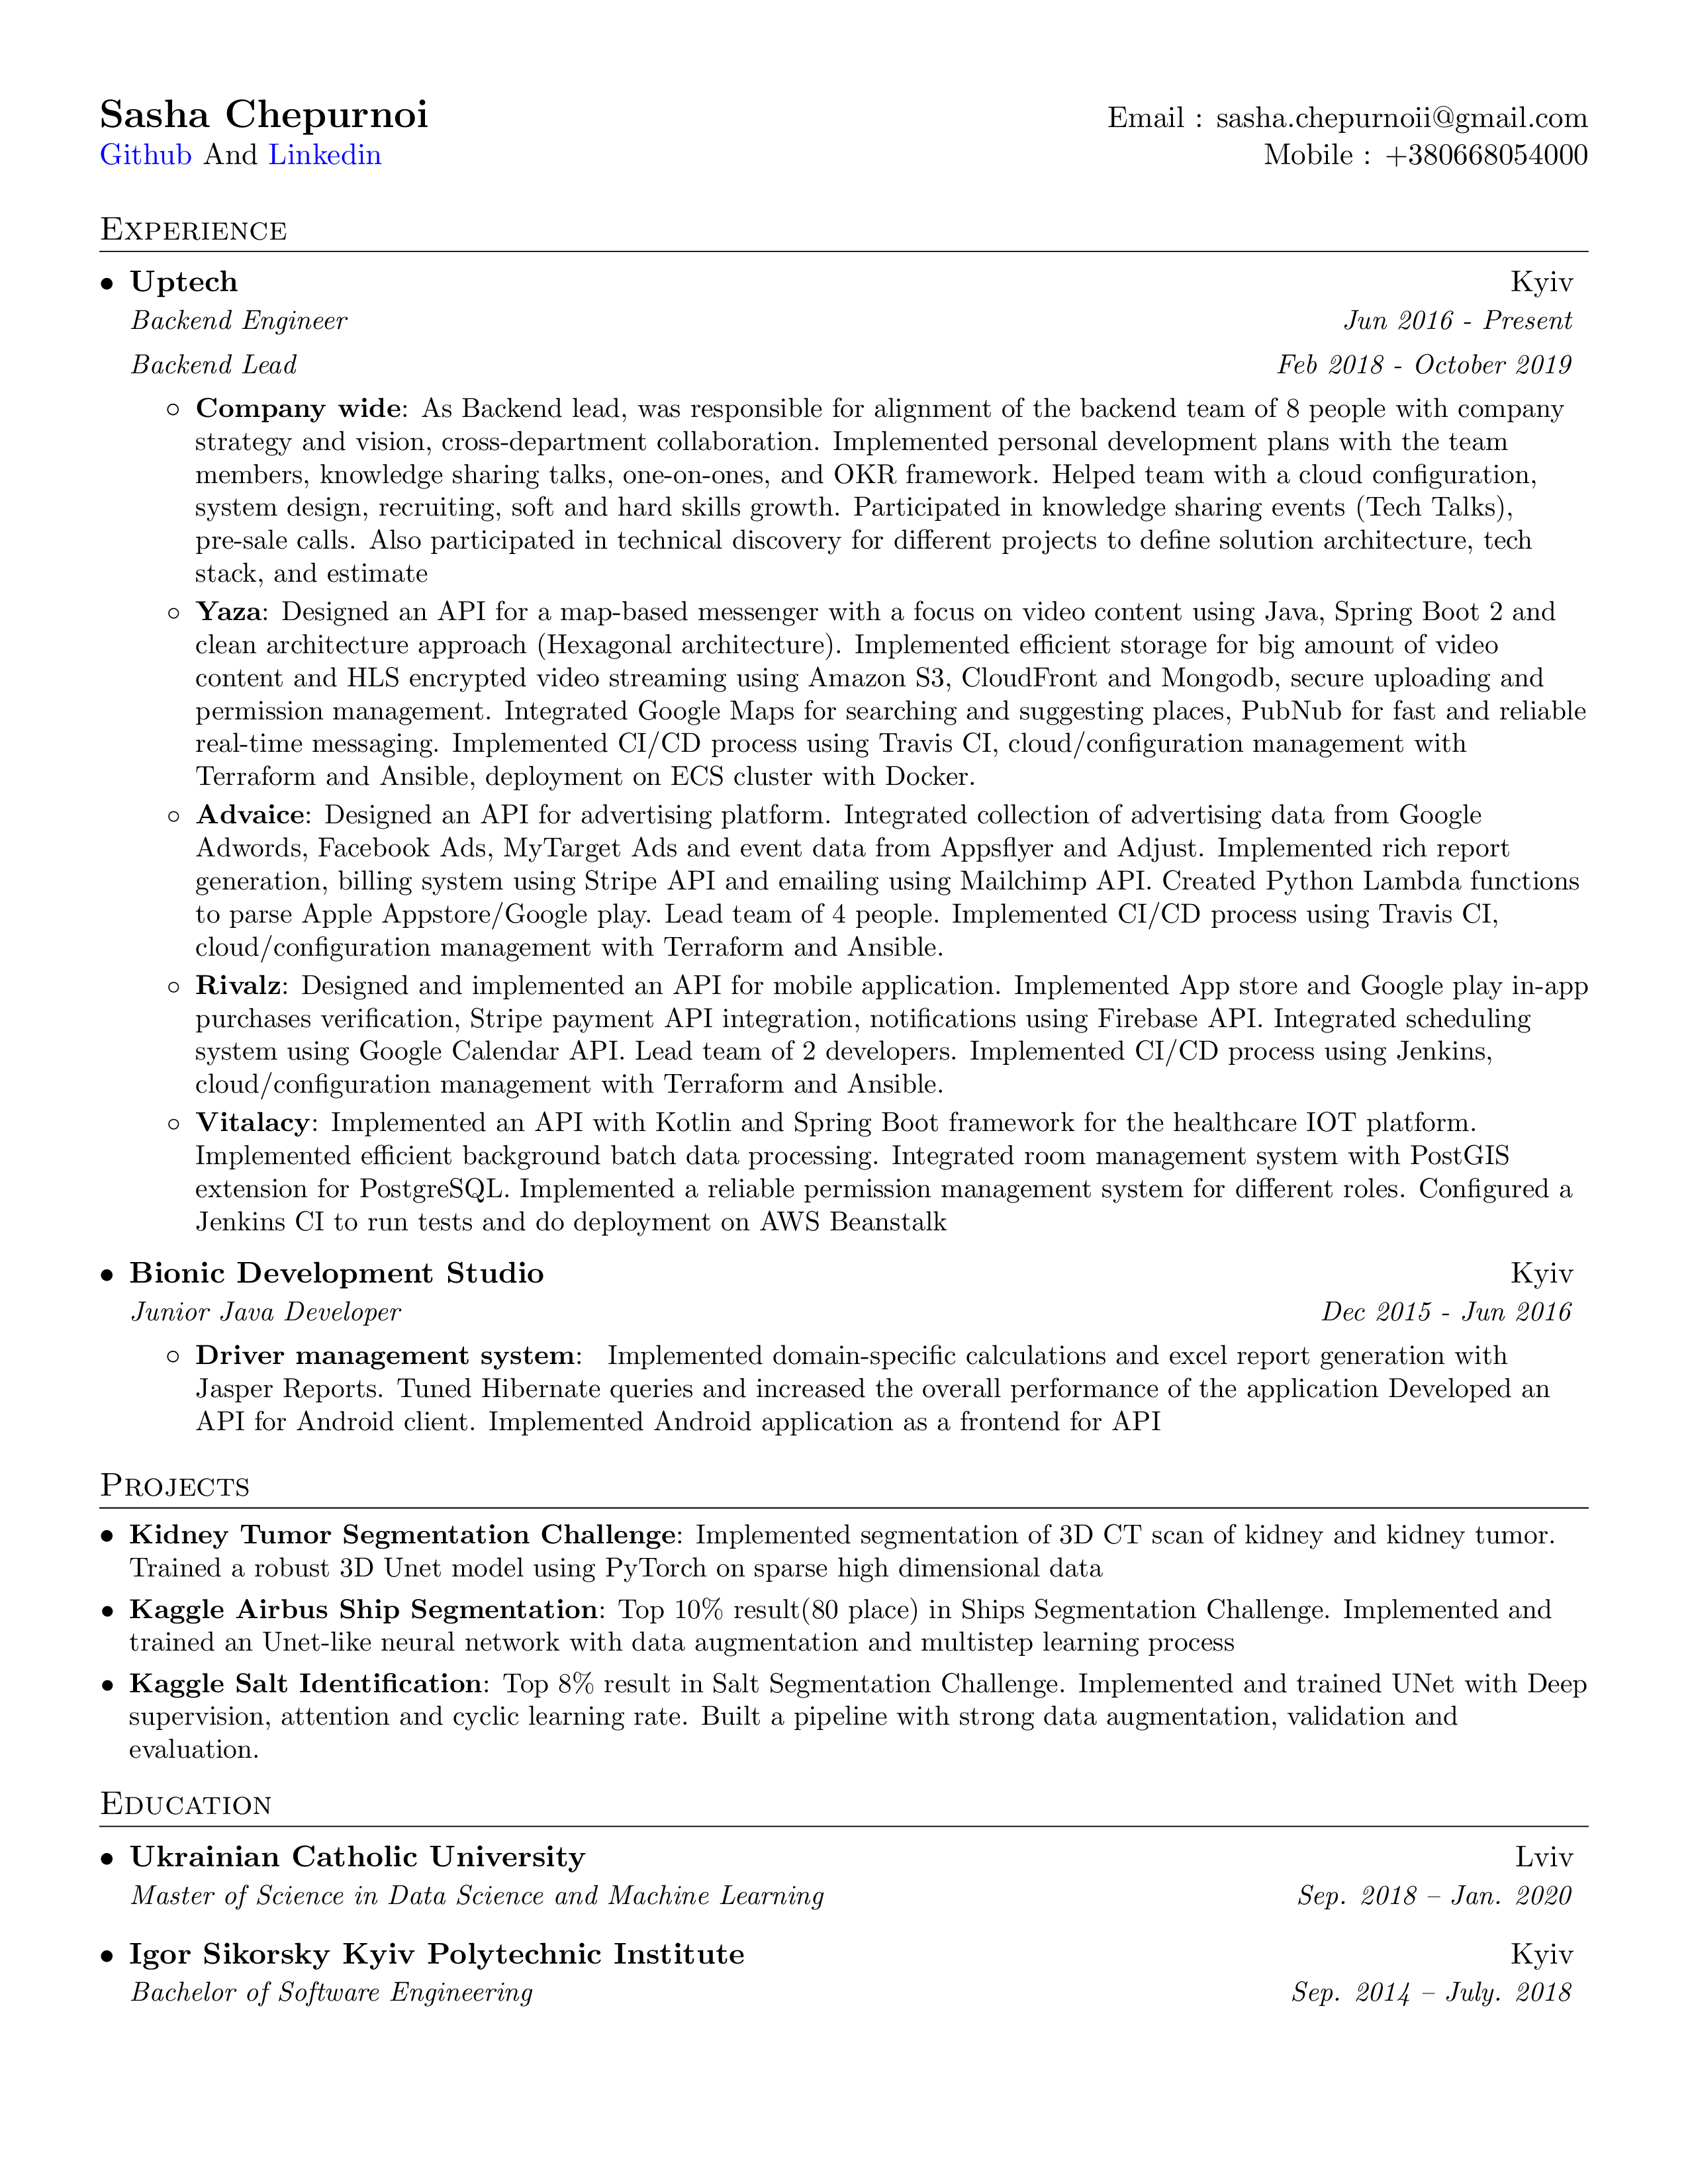 Sasha Chepurnoi
Email : sasha.chepurnoii@gmail.com
Github And Linkedin
Mobile : +380668054000
Experience
• Uptech
Kyiv
Backend Engineer
Jun 2016 - Present
Backend Lead
Feb 2018 - October 2019
◦ Company wide: As Backend lead, was responsible for alignment of the backend team of 8 people with company
strategy and vision, cross-department collaboration. Implemented personal development plans with the team
members, knowledge sharing talks, one-on-ones, and OKR framework. Helped team with a cloud configuration,
system design, recruiting, soft and hard skills growth. Participated in knowledge sharing events (Tech Talks),
pre-sale calls. Also participated in technical discovery for different projects to define solution architecture, tech
stack, and estimate
◦ Yaza: Designed an API for a map-based messenger with a focus on video content using Java, Spring Boot 2 and
clean architecture approach (Hexagonal architecture). Implemented efficient storage for big amount of video
content and HLS encrypted video streaming using Amazon S3, CloudFront and Mongodb, secure uploading and
permission management. Integrated Google Maps for searching and suggesting places, PubNub for fast and reliable
real-time messaging. Implemented CI/CD process using Travis CI, cloud/configuration management with
Terraform and Ansible, deployment on ECS cluster with Docker.
◦ Advaice: Designed an API for advertising platform. Integrated collection of advertising data from Google
Adwords, Facebook Ads, MyTarget Ads and event data from Appsflyer and Adjust. Implemented rich report
generation, billing system using Stripe API and emailing using Mailchimp API. Created Python Lambda functions
to parse Apple Appstore/Google play. Lead team of 4 people. Implemented CI/CD process using Travis CI,
cloud/configuration management with Terraform and Ansible.
◦ Rivalz: Designed and implemented an API for mobile application. Implemented App store and Google play in-app
purchases verification, Stripe payment API integration, notifications using Firebase API. Integrated scheduling
system using Google Calendar API. Lead team of 2 developers. Implemented CI/CD process using Jenkins,
cloud/configuration management with Terraform and Ansible.
◦ Vitalacy: Implemented an API with Kotlin and Spring Boot framework for the healthcare IOT platform.
Implemented efficient background batch data processing. Integrated room management system with PostGIS
extension for PostgreSQL. Implemented a reliable permission management system for different roles. Configured a
Jenkins CI to run tests and do deployment on AWS Beanstalk
• Bionic Development Studio
Kyiv
Junior Java Developer
Dec 2015 - Jun 2016
◦ Driver management system: Implemented domain-specific calculations and excel report generation with
Jasper Reports. Tuned Hibernate queries and increased the overall performance of the application Developed an
API for Android client. Implemented Android application as a frontend for API
Projects
• Kidney Tumor Segmentation Challenge: Implemented segmentation of 3D CT scan of kidney and kidney tumor.
Trained a robust 3D Unet model using PyTorch on sparse high dimensional data
• Kaggle Airbus Ship Segmentation: Top 10% result(80 place) in Ships Segmentation Challenge. Implemented and
trained an Unet-like neural network with data augmentation and multistep learning process
• Kaggle Salt Identification: Top 8% result in Salt Segmentation Challenge. Implemented and trained UNet with Deep
supervision, attention and cyclic learning rate. Built a pipeline with strong data augmentation, validation and
evaluation.
Education
• Ukrainian Catholic University
Lviv
Master of Science in Data Science and Machine Learning
Sep. 2018 – Jan. 2020
• Igor Sikorsky Kyiv Polytechnic Institute
Kyiv
Bachelor of Software Engineering
Sep. 2014 – July. 2018